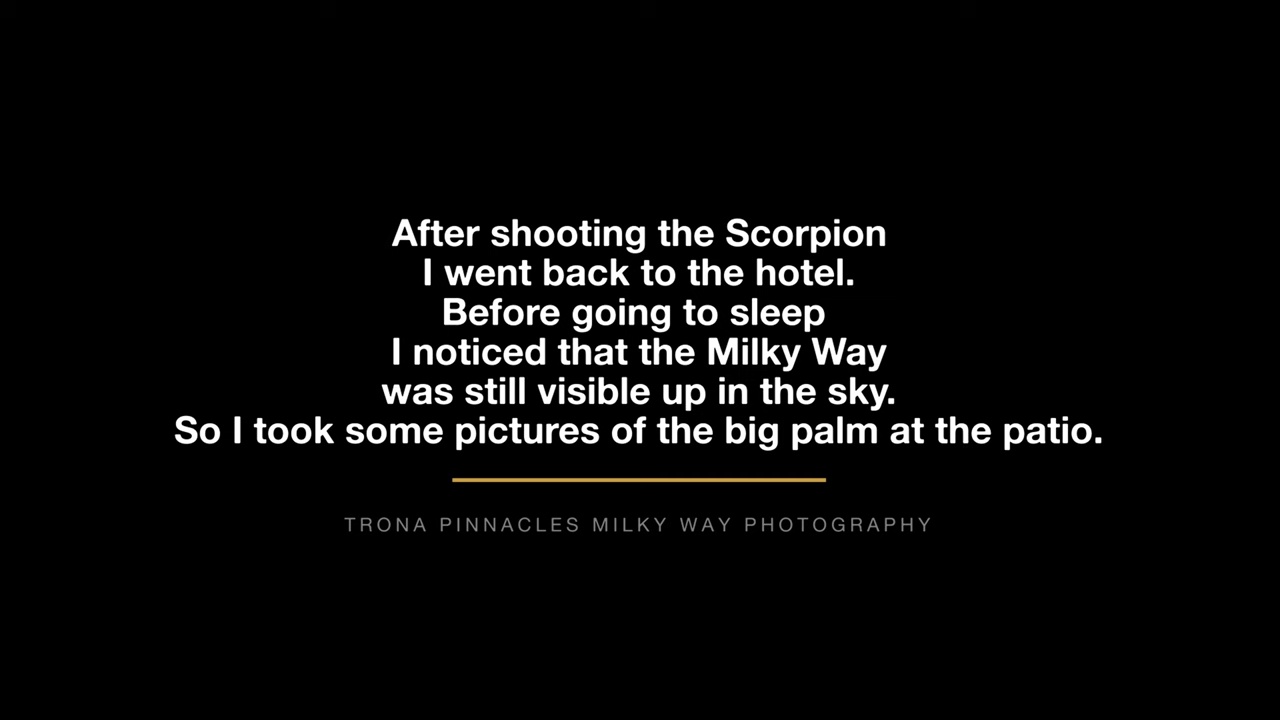 After shooting the Scorpion
I went back to the hotel.
Before going to sleep
I noticed that the Milky Way
was still visible up in the sky.
So I took some pictures of the big palm at the patio.
TRONA PINNACLES MILKY WAY PHOTOGRAPHY